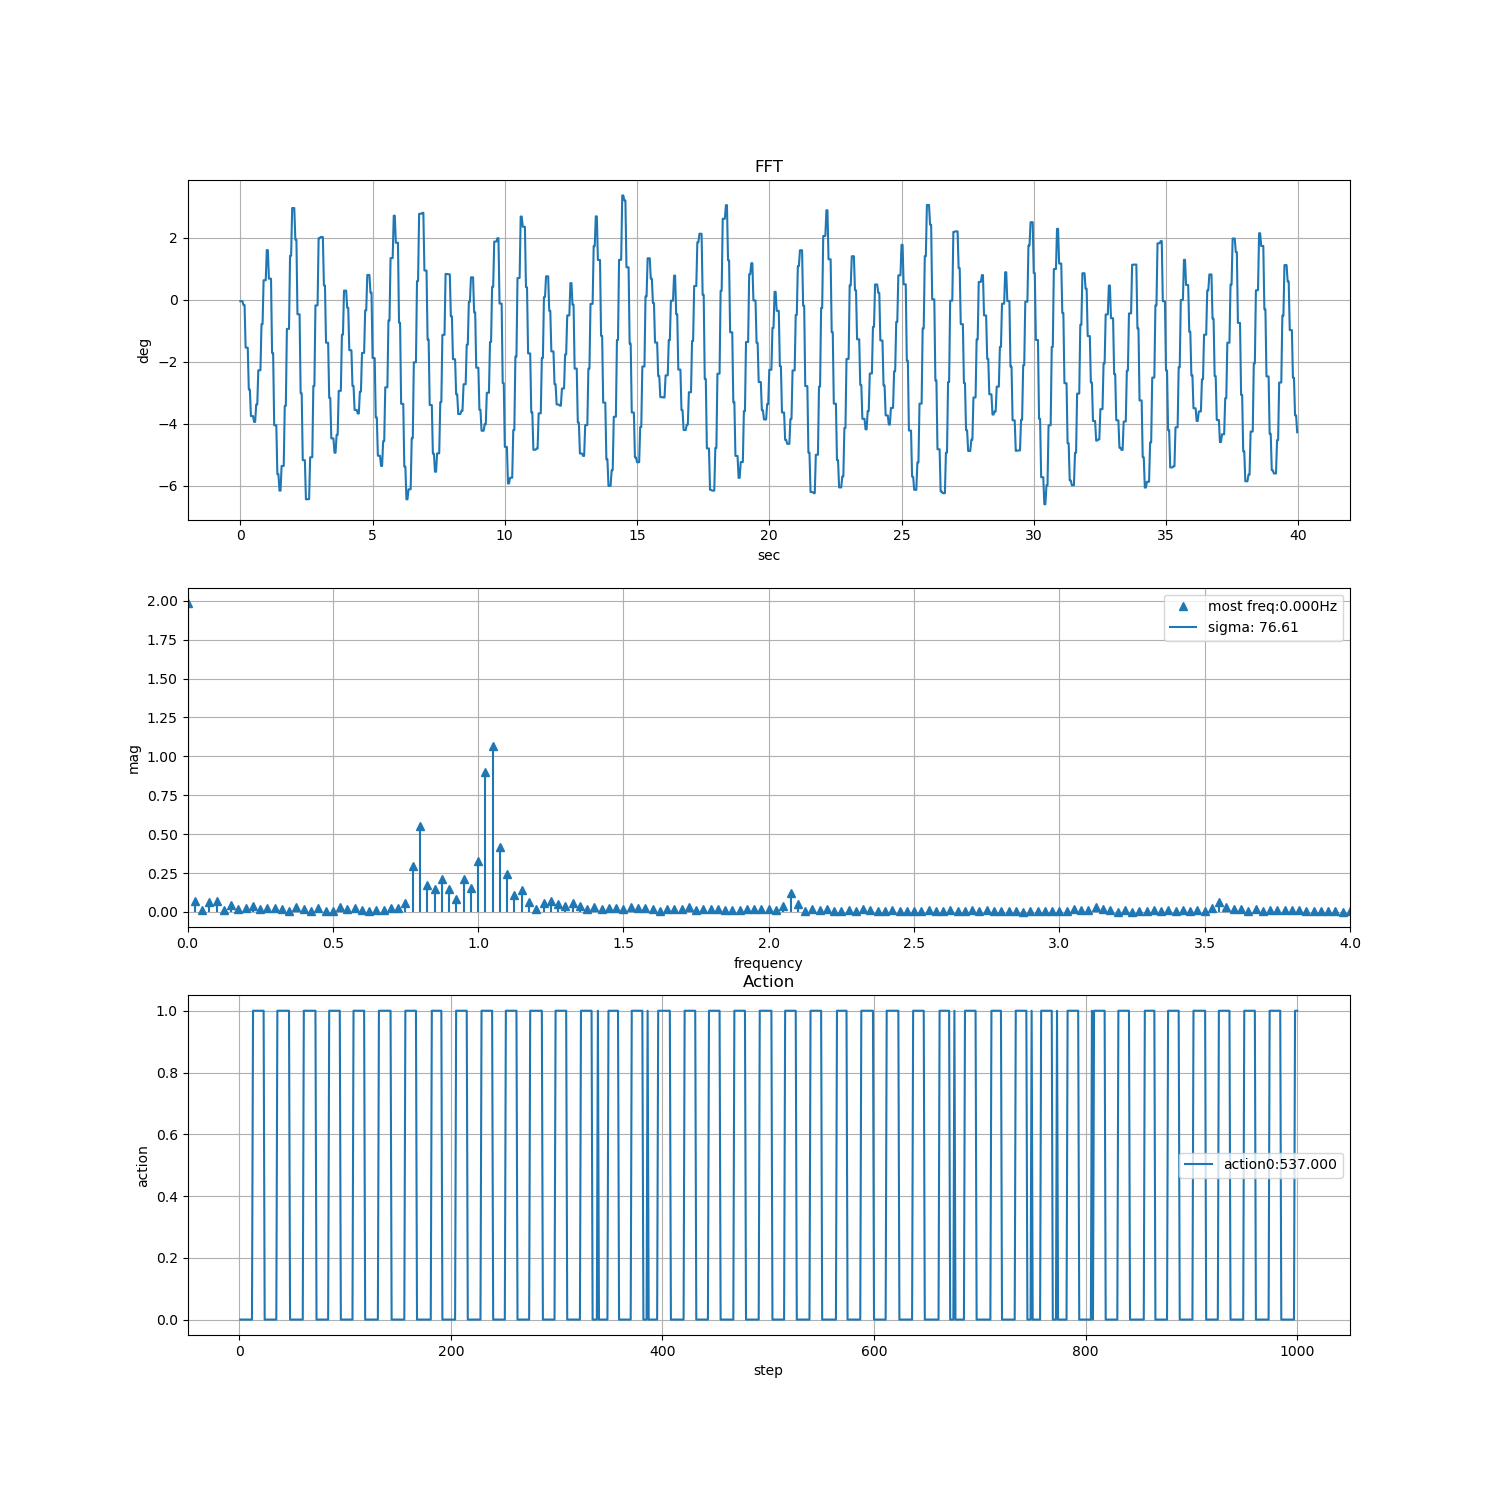 FFT
2
0
−2
−4
−6
deg
0 5 10 15 20 25 30 35 40
sec
2.00
1.75
1.50
1.25
1.00
0.75
0.50
0.25
0.00
mag
most freq:0.000Hz
sigma: 76.61
0.0 0.5 1.0 1.5 2.0 2.5 3.0 3.5 4.0
frequency
Action
1.0
0.8
0.6
0.4
0.2
0.0
action
action0:537.000
0 200 400 600 800 1000
step